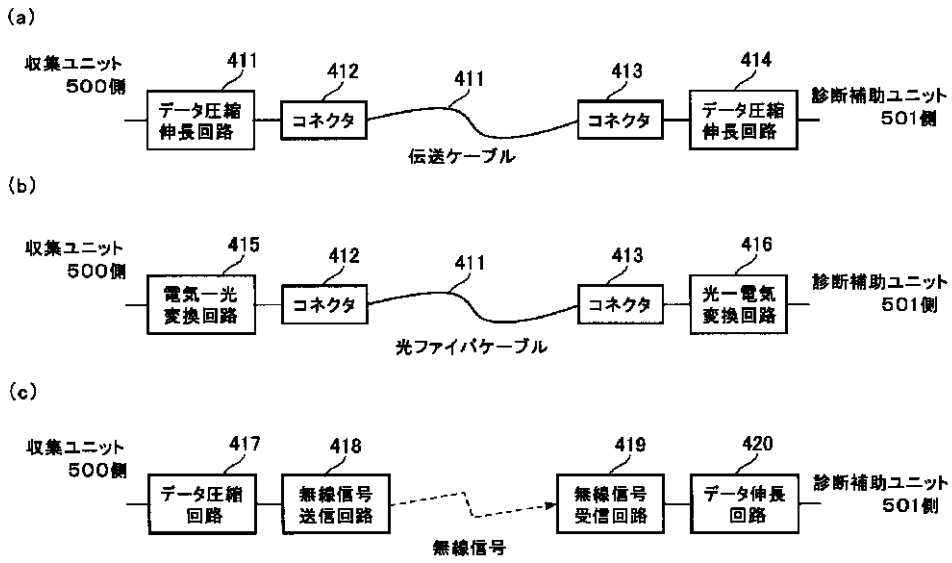 (a)
収集ユニット
500側
411
412
411
413
414
診断補助ユニット
501側
データ圧縮
伸長回路
コネクタ
コネクタ
データ圧縮
伸長回路
伝送ケーブル
(b)
収集ユニット
500側
415
412
411
413
416
診断補助ユニット
501側
電気ー光
変換回路
コネクタ
コネクタ
光ー電気
変換回路
光ファイバケーブル
(c)
収集ユニット
500側
417
418
419
420
診断補助ユニット
501側
データ圧縮
回路
無線信号
送信回路
無線信号
受信回路
データ伸長
回路
無線信号